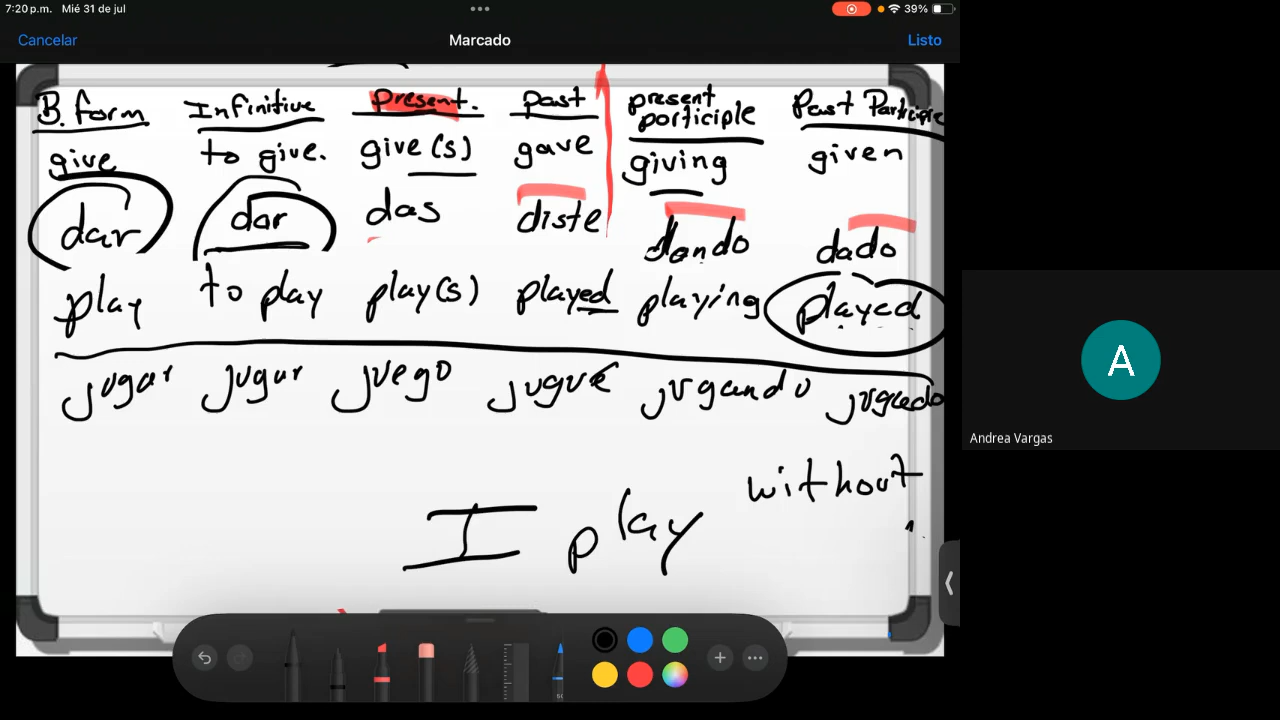 7:20 p.m. Mié 31 de jul
39%
Cancelar
Marcado
Listo
B. form Infinitive present. past present participle Past Participle
give to give. give(s) gave giving given
dar dar das diste dando dado
play to play play(s) played playing played
jugar jugar juego jugué jugando jugado
I play without
A
Andrea Vargas